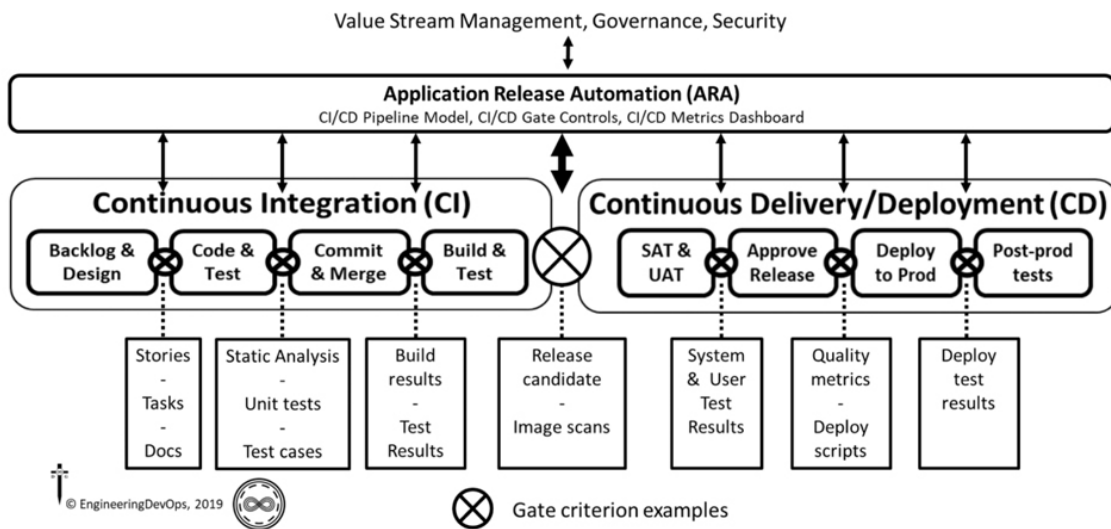 Value Stream Management, Governance, Security
Application Release Automation (ARA)
CI/CD Pipeline Model, CI/CD Gate Controls, CI/CD Metrics Dashboard
Continuous Integration (CI)
Backlog &
Design
Code &
Test
Commit
& Merge
Build &
Test
Continuous Delivery/Deployment (CD)
SAT &
UAT
Approve
Release
Deploy
to Prod
Post-prod
tests
Stories
-
Tasks
-
Docs
Static Analysis
-
Unit tests
-
Test cases
Build
results
-
Test
Results
Release
candidate
-
Image scans
System
& User
Test
Results
Quality
metrics
-
Deploy
scripts
Deploy
test
results
© EngineeringDevOps, 2019
Gate criterion examples